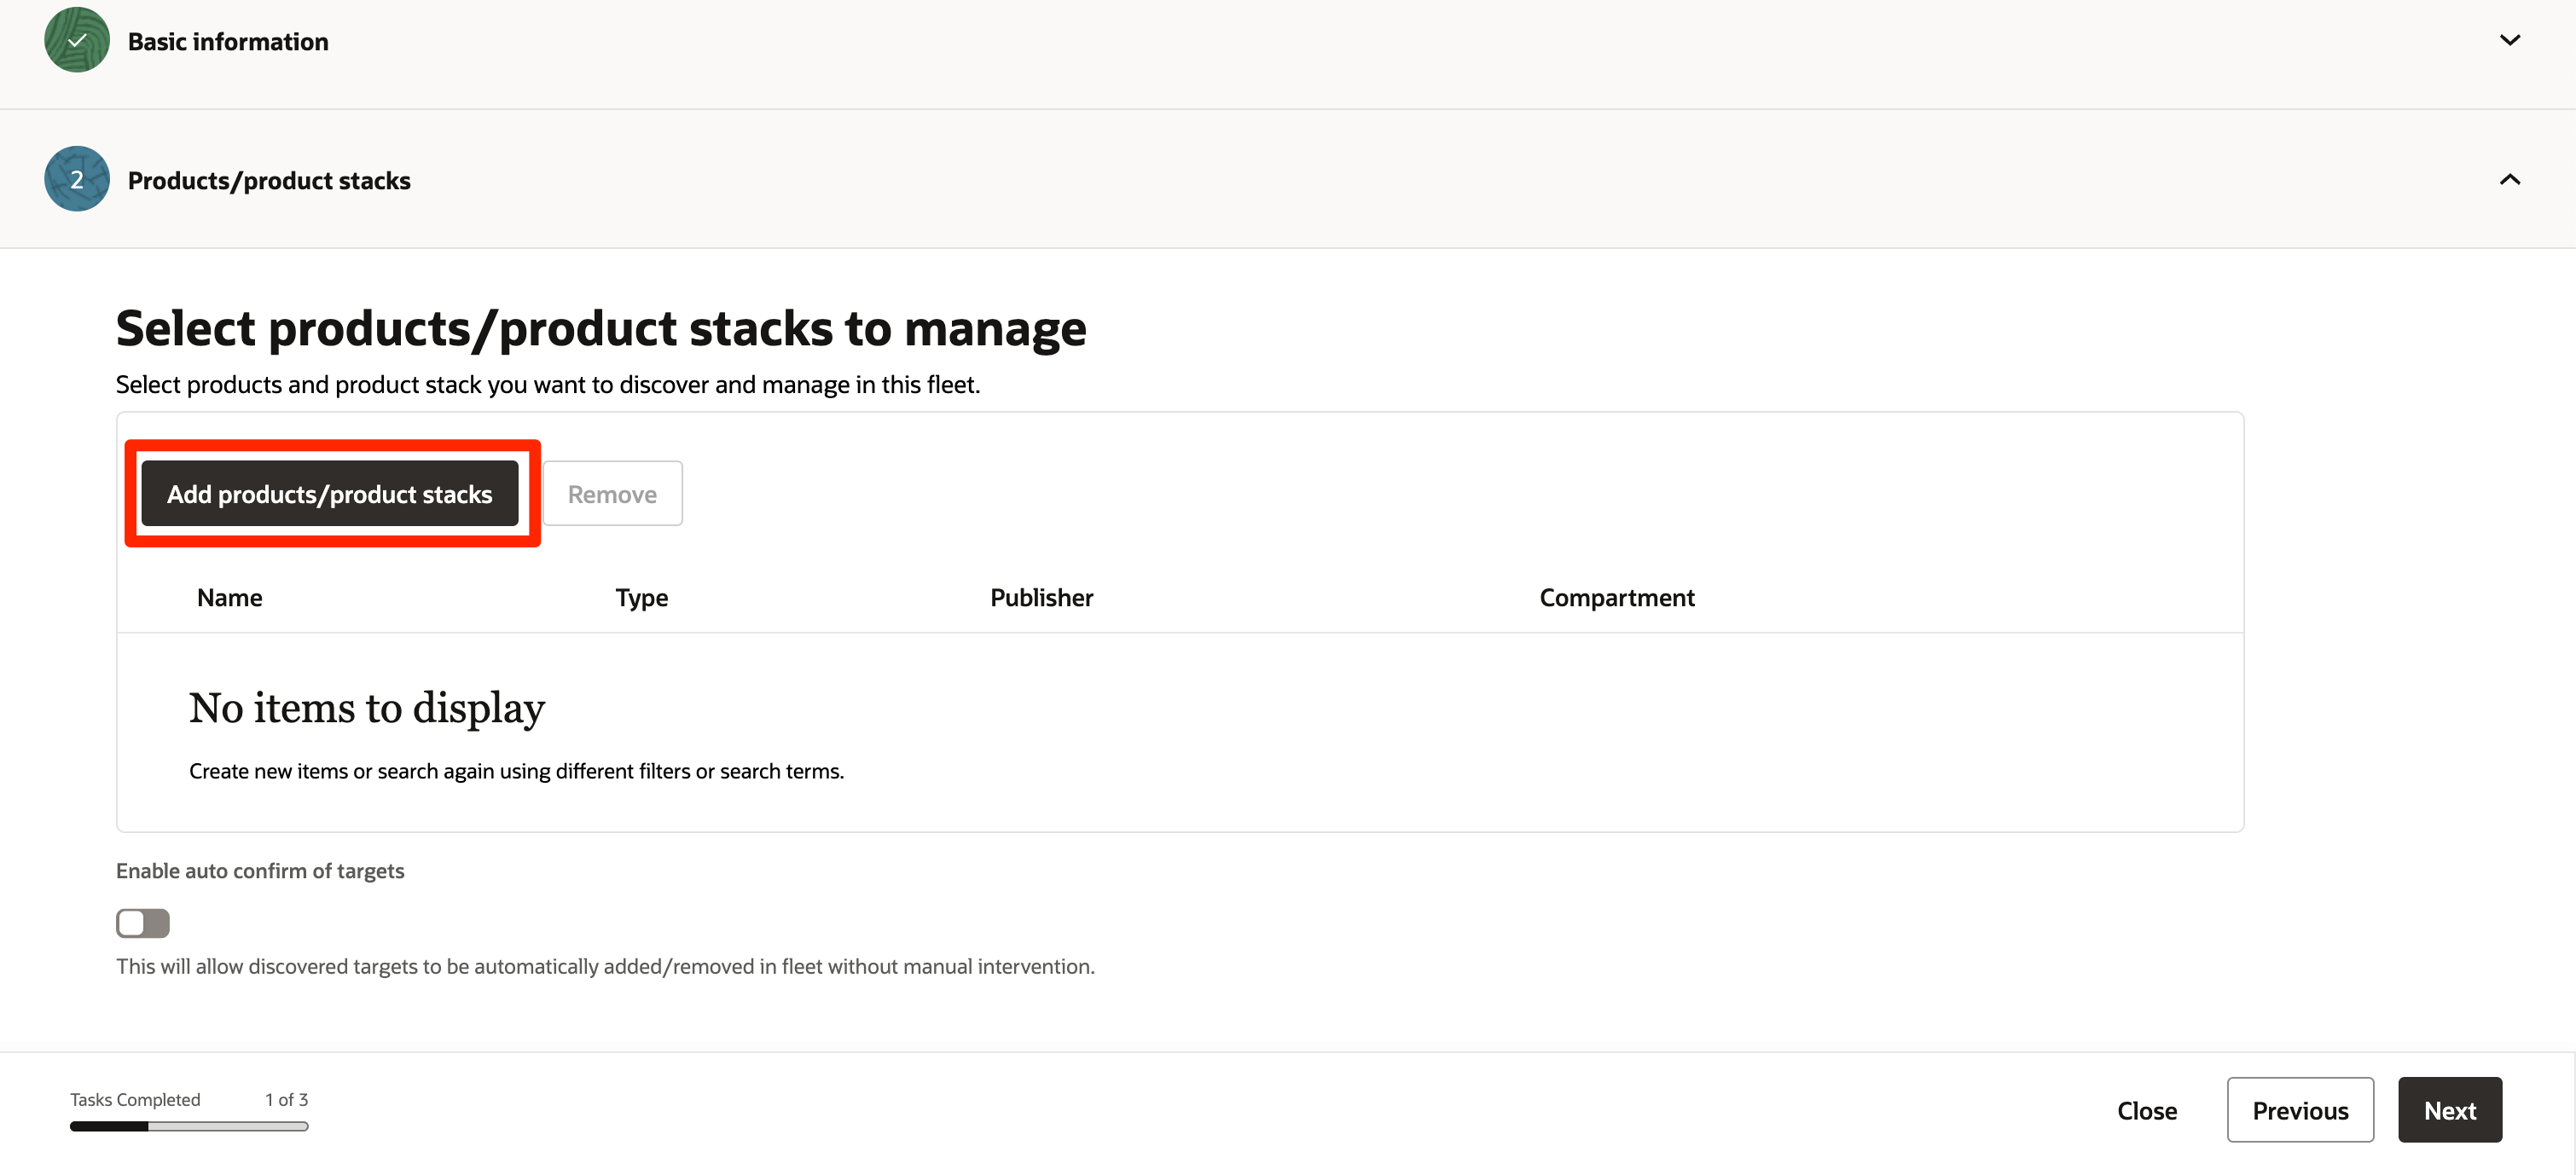 Basic information
2
Products/product stacks
Select products/product stacks to manage
Select products and product stack you want to discover and manage in this fleet.
Add products/product stacks
Remove
Name
Type
Publisher
Compartment
No items to display
Create new items or search again using different filters or search terms.
Enable auto confirm of targets
This will allow discovered targets to be automatically added/removed in fleet without manual intervention.
Tasks Completed
1 of 3
Close
Previous
Next